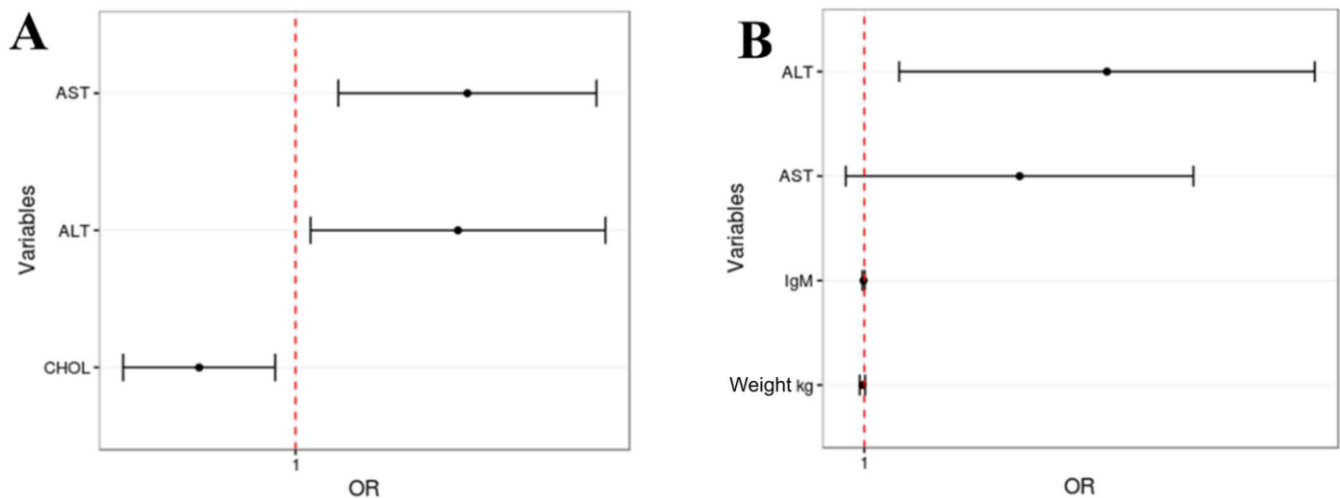 A
AST
ALT
CHOL
Variables
1
OR
B
ALT
AST
IgM
Weight kg
Variables
1
OR